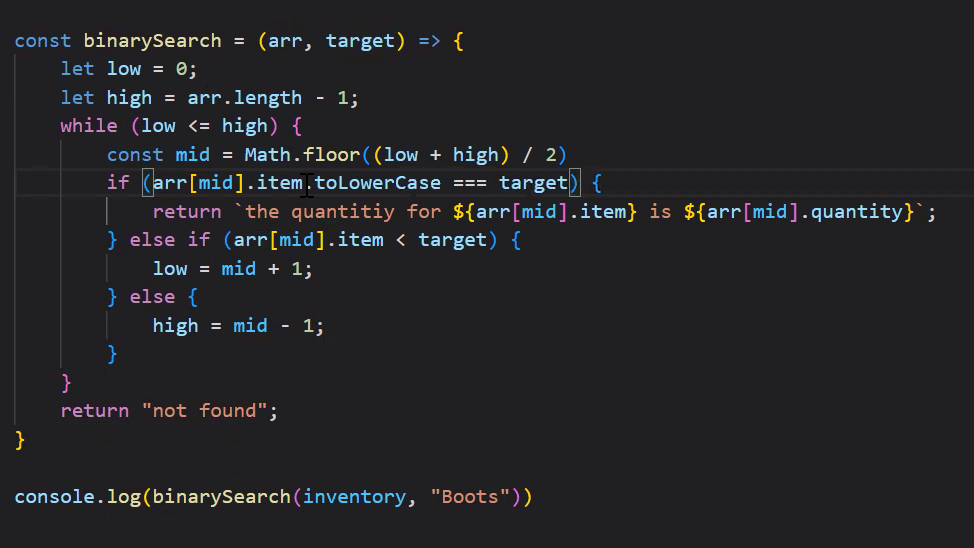 const binarySearch = (arr, target) => {
let low = 0;
let high = arr.length - 1;
while (low <= high) {
const mid = Math.floor((low + high) / 2)
if (arr[mid].item.toLowerCase === target) {
return `the quantitiy for ${arr[mid].item} is ${arr[mid].quantity}`;
} else if (arr[mid].item < target) {
low = mid + 1;
} else {
high = mid - 1;
}
}
return "not found";
}
console.log(binarySearch(inventory, "Boots"))